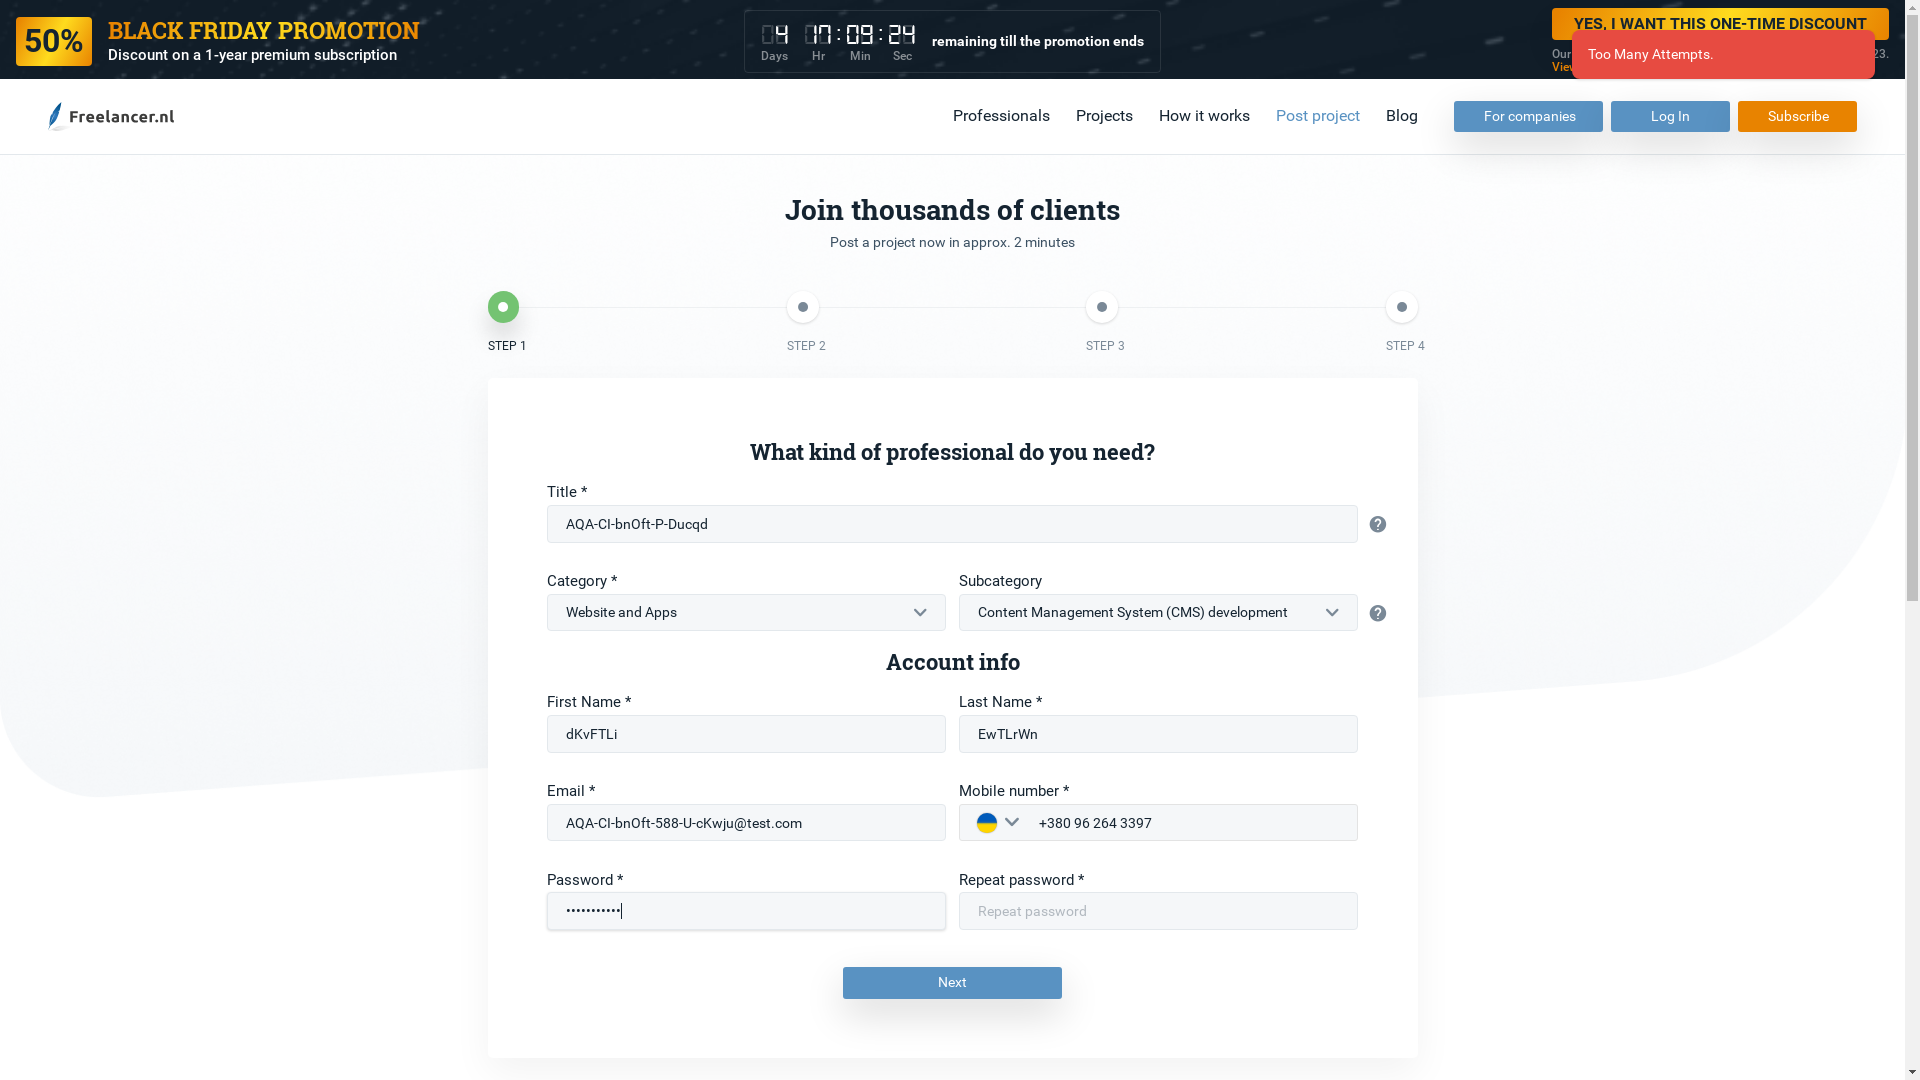 50%
BLACK FRIDAY PROMOTION
Discount on a 1-year premium subscription
4 17 : 09 : 24
Days Hr Min Sec
remaining till the promotion ends
YES, I WANT THIS ONE-TIME DISCOUNT
Our
23.
View
Too Many Attempts.
Freelancer.nl
Professionals
Projects
How it works
Post project
Blog
For companies
Log In
Subscribe
Join thousands of clients
Post a project now in approx. 2 minutes
STEP 1
STEP 2
STEP 3
STEP 4
What kind of professional do you need?
Title *
AQA-CI-bnOft-P-Ducqd
?
Category *
Subcategory
Website and Apps
Content Management System (CMS) development
?
Account info
First Name *
Last Name *
dKvFTLi
EwTLrWn
Email *
Mobile number *
AQA-CI-bnOft-588-U-cKwju@test.com
+380 96 264 3397
Password *
Repeat password *
•••••••••••
Repeat password
Next